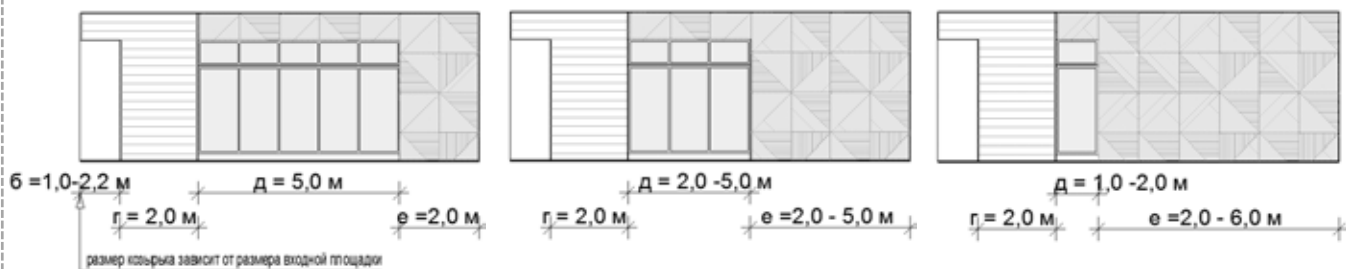 б =1,0-2,2 м
д = 5,0 м
д = 2,0 -5,0 м
д = 1,0 -2,0 м
г = 2,0 м
е =2,0 м
г = 2,0 м
е =2,0 - 5,0 м
г = 2,0 м
е =2,0 - 6,0 м
размер козырька зависит от размера входной площадки